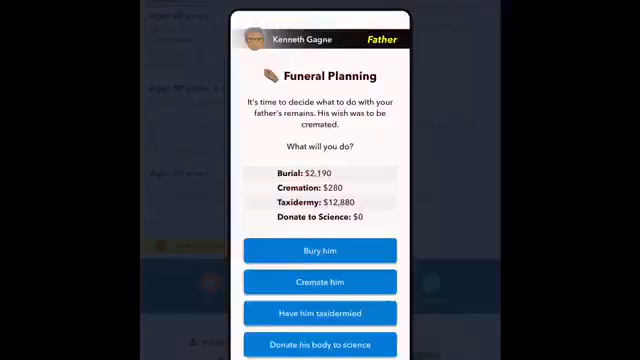 Kenneth Gagne
Father
Funeral Planning
It's time to decide what to do with your
father's remains. His wish was to be
cremated.
What will you do?
Burial: $2,190
Cremation: $280
Taxidermy: $12,880
Donate to Science: $0
Bury him
Cremate him
Have him taxidermied
Donate his body to science